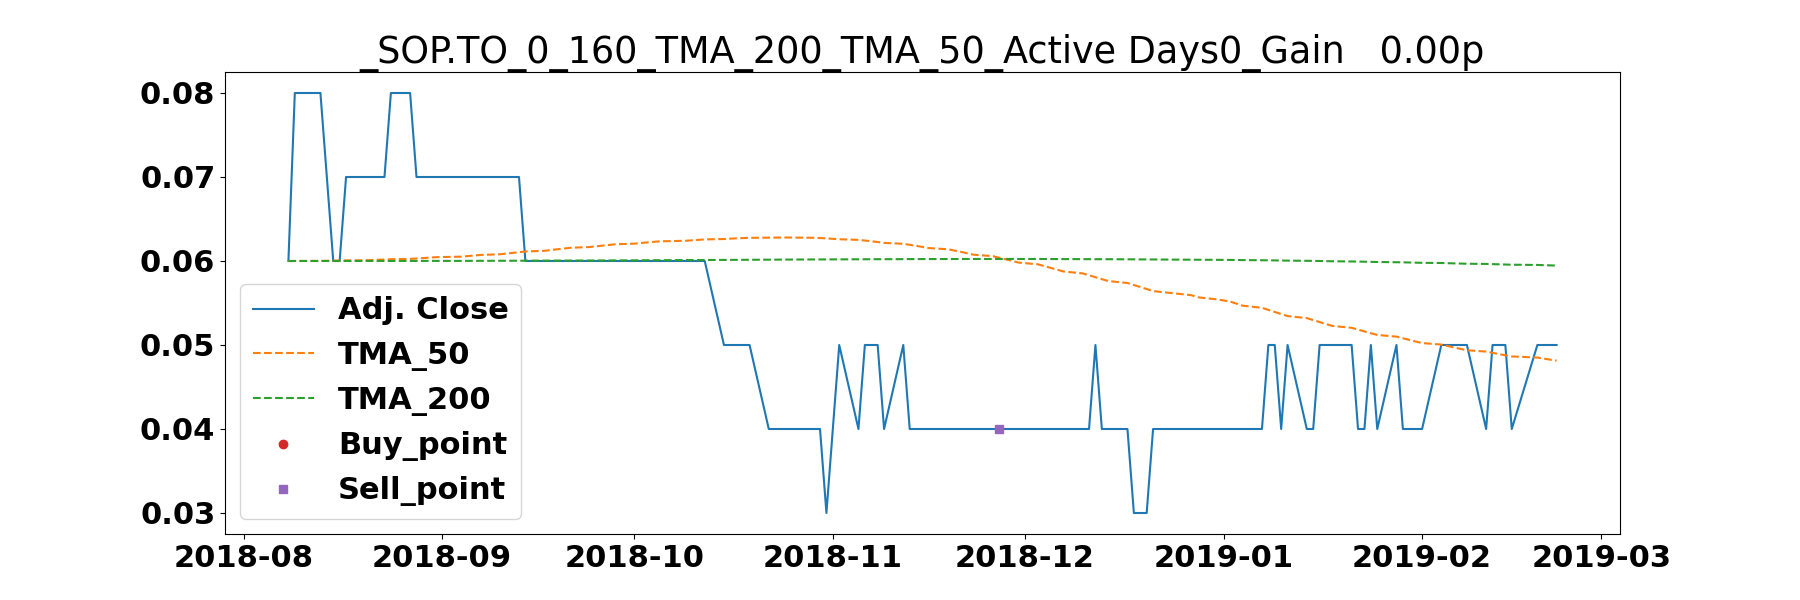 _SOP.TO_0_160_TMA_200_TMA_50_Active Days0_Gain   0.00p
0.08
0.07
0.06
0.05
0.04
0.03
Adj. Close
TMA_50
TMA_200
Buy_point
Sell_point
2018-08 2018-09 2018-10 2018-11 2018-12 2019-01 2019-02 2019-03